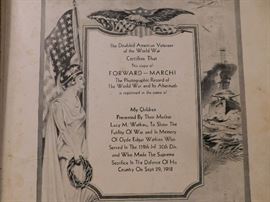 The Disabled American Veterans
of the World War
Certifies That
This copy of
FORWARD—MARCH!
The Photographic Record of
The World War and Its Aftermath
is registered in the name of
My Children
Presented By Their Mother
Lucy M. Watkins, To Show The
Futility Of War and In Memory
Of Clyde Edgar Watkins Who
Served In The 119th Inf. 30th Div.
and Who Made The Supreme
Sacrifice In The Defense Of His
Country On Sept 29, 1918